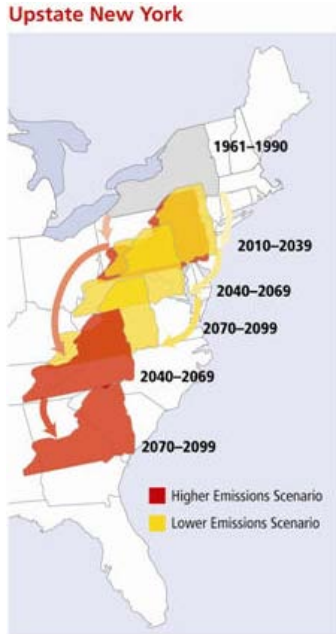 Upstate New York
1961–1990
2010–2039
2040–2069
2070–2099
2040–2069
2070–2099
Higher Emissions Scenario
Lower Emissions Scenario